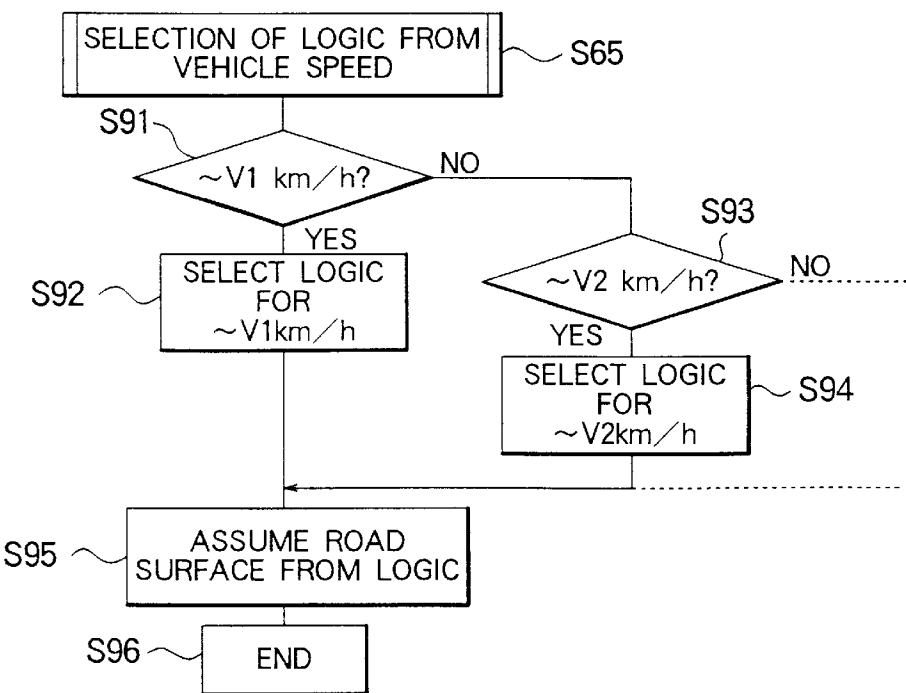 SELECTION OF LOGIC FROM
VEHICLE SPEED
S65
S91
~V1 km/h?
NO
YES
S93
~V2 km/h?
NO
YES
S92
SELECT LOGIC
FOR
~V1km/h
SELECT LOGIC
FOR
~V2km/h
S94
S95
ASSUME ROAD
SURFACE FROM LOGIC
S96
END